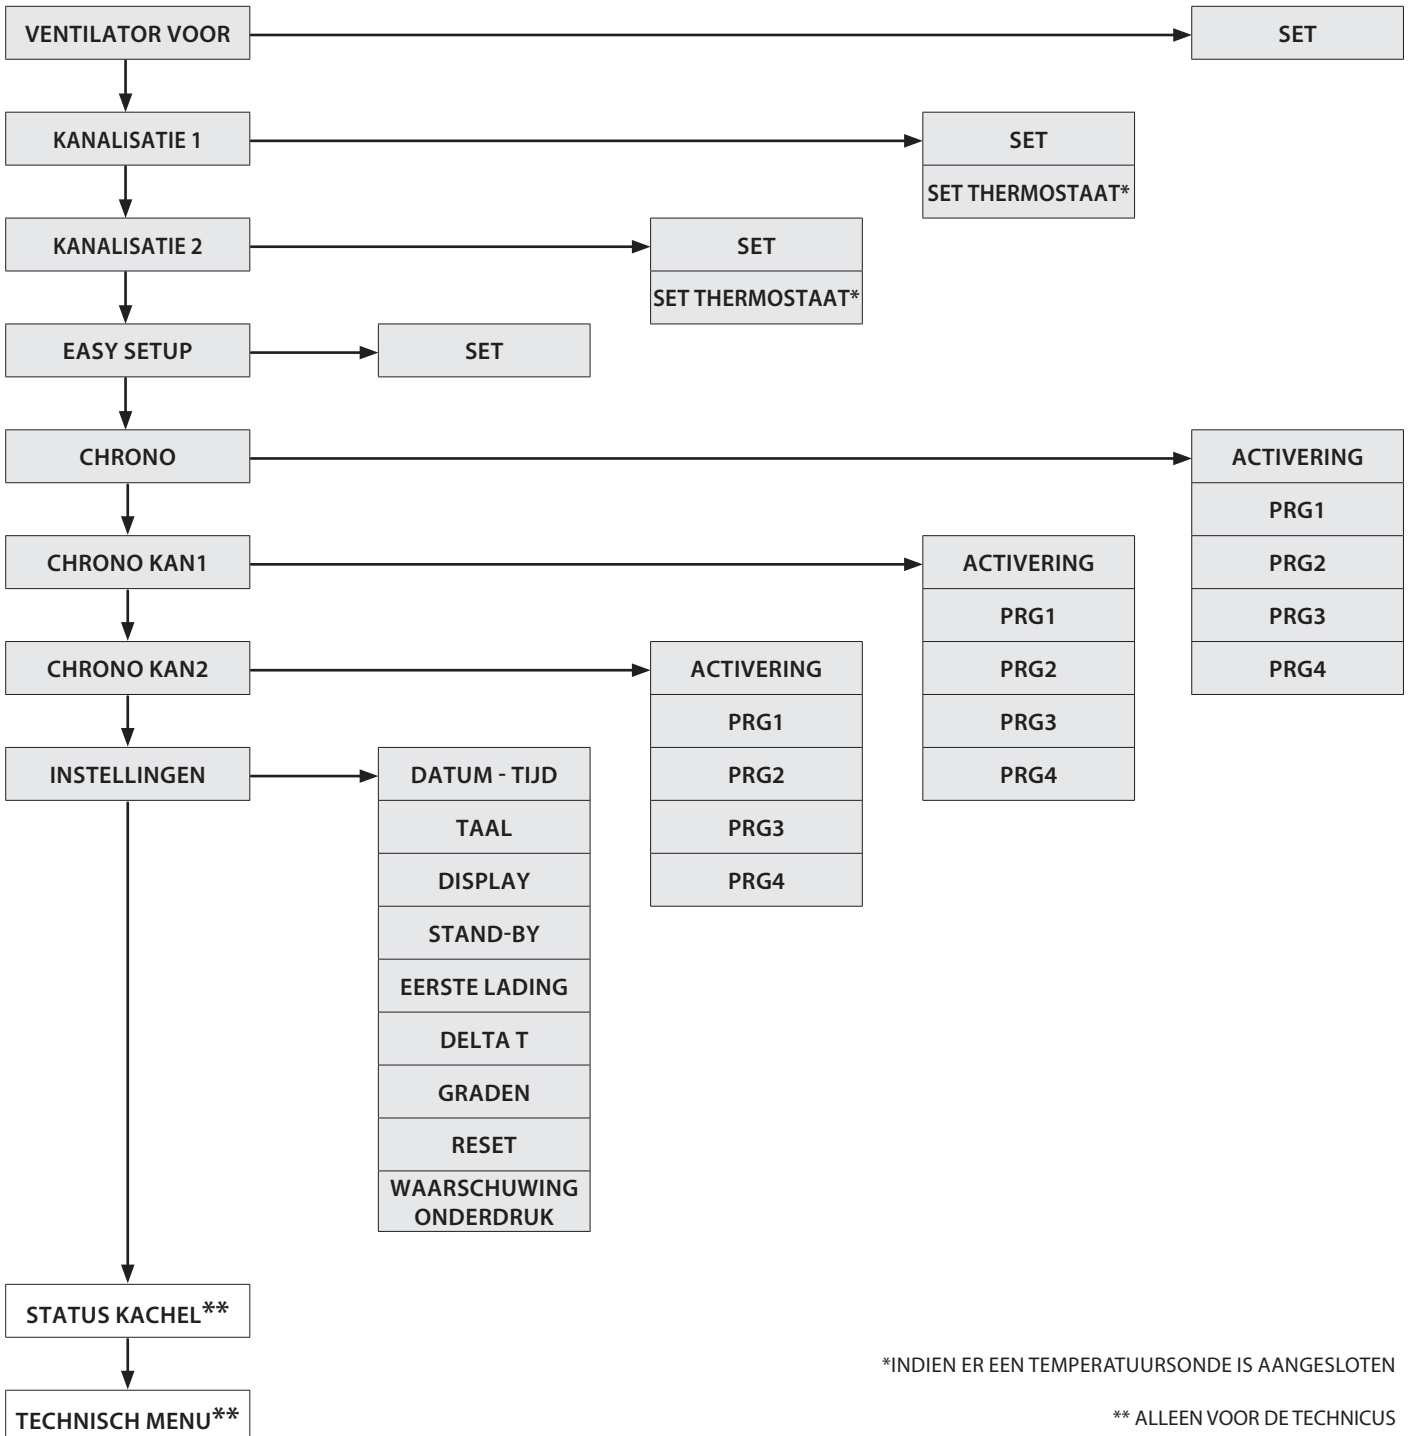 VENTILATOR VOOR
SET
KANALISATIE 1
SET
SET THERMOSTAAT*
KANALISATIE 2
SET
SET THERMOSTAAT*
EASY SETUP
SET
CHRONO
ACTIVERING
PRG1
PRG2
PRG3
PRG4
CHRONO KAN1
ACTIVERING
PRG1
PRG2
PRG3
PRG4
CHRONO KAN2
ACTIVERING
PRG1
PRG2
PRG3
PRG4
INSTELLINGEN
DATUM - TIJD
TAAL
DISPLAY
STAND-BY
EERSTE LADING
DELTA T
GRADEN
RESET
WAARSCHUWING
ONDERDRUK
STATUS KACHEL**
TECHNISCH MENU**
*INDIEN ER EEN TEMPERATUURSONDE IS AANGESLOTEN
** ALLEEN VOOR DE TECHNICUS